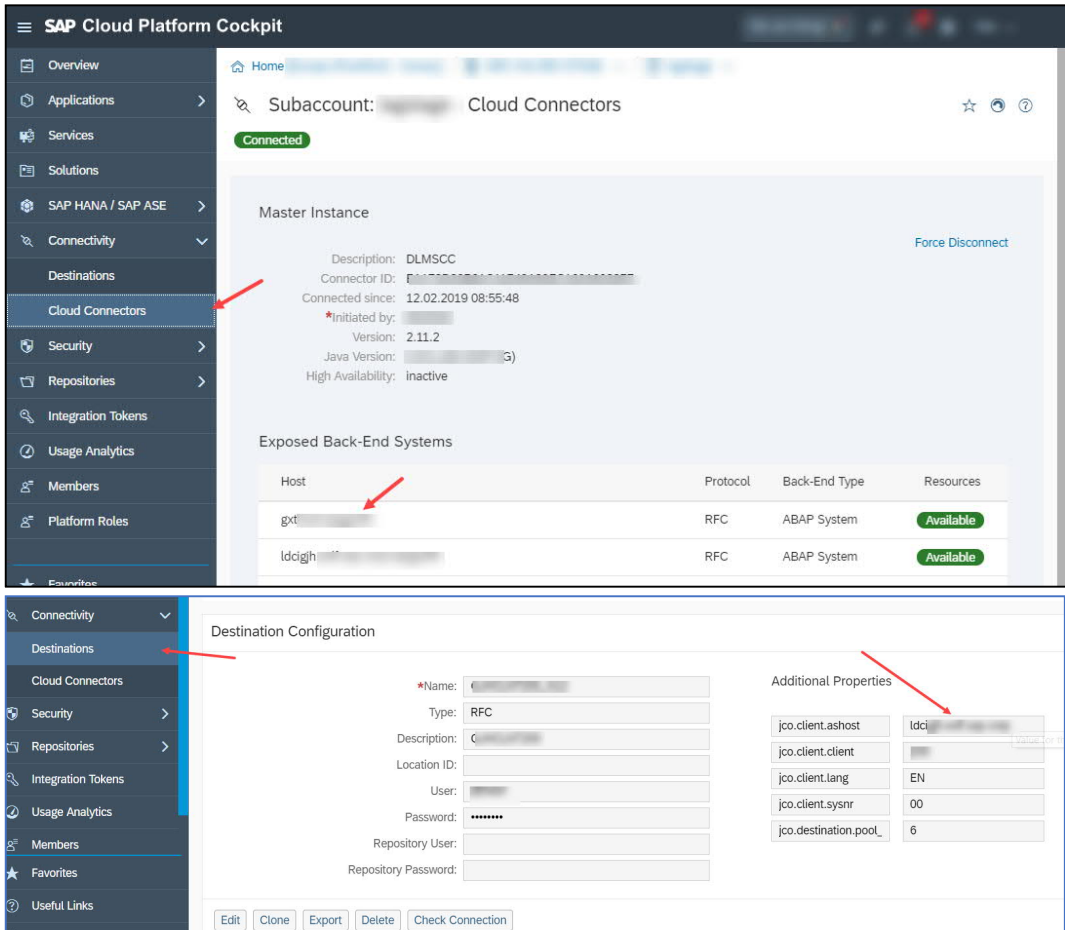 SAP Cloud Platform Cockpit
Overview
Applications
Services
Solutions
SAP HANA / SAP ASE
Connectivity
Destinations
Cloud Connectors
Security
Repositories
Integration Tokens
Usage Analytics
Members
Platform Roles
Favorites
Home
Subaccount: Cloud Connectors
Connected
Master Instance
Force Disconnect
Description: DLMSCC
Connector ID:
Connected since: 12.02.2019 08:55:48
*Initiated by:
Version: 2.11.2
Java Version: G)
High Availability: inactive
Exposed Back-End Systems
Host Protocol Back-End Type Resources
gxt RFC ABAP System Available
ldcigh RFC ABAP System Available
Connectivity
Destinations
Cloud Connectors
Security
Repositories
Integration Tokens
Usage Analytics
Members
Favorites
Useful Links
Destination Configuration
*Name:
Type: RFC
Description:
Location ID:
User:
Password: ••••••••
Repository User:
Repository Password:
Additional Properties
jco.client.ashost ldci
jco.client.client
jco.client.lang EN
jco.client.sysnr 00
jco.destination.pool_ 6
Edit Clone Export Delete Check Connection